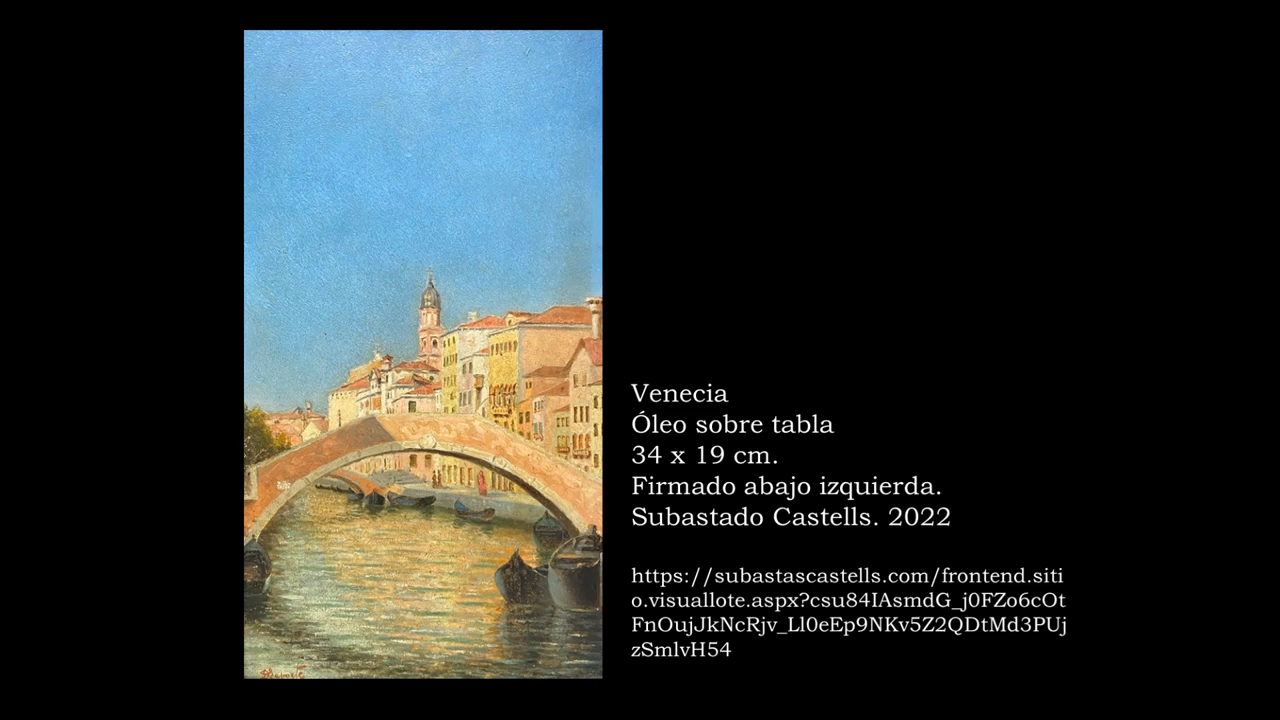 Venecia
Óleo sobre tabla
34 x 19 cm.
Firmado abajo izquierda.
Subastado Castells. 2022
https://subastascastells.com/frontend.siti
o.visuallote.aspx?csu84IAsmdG_j0FZo6cOt
FnOujJkNcRjv_Ll0eEp9NKv5Z2QDtMd3PUj
zSmlvH54